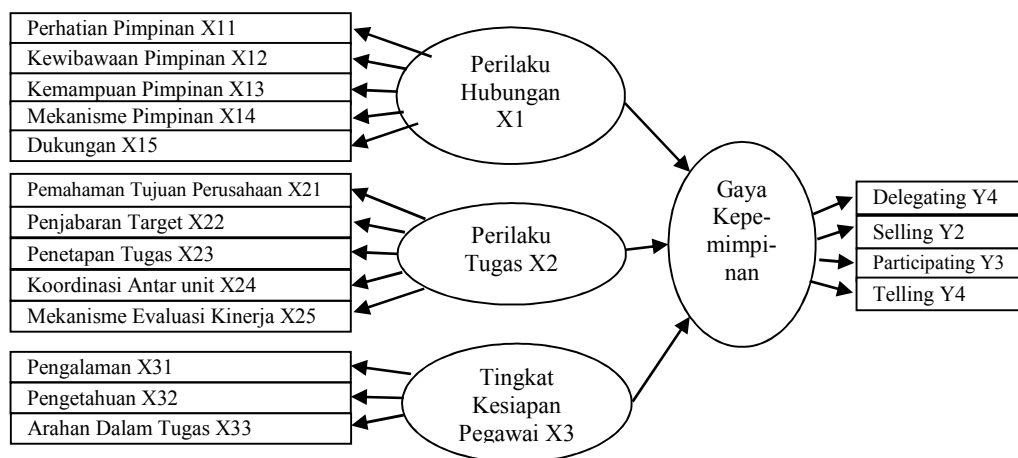 Perhatian Pimpinan X11
Kewibawaan Pimpinan X12
Kemampuan Pimpinan X13
Mekanisme Pimpinan X14
Dukungan X15
Perilaku
Hubungan
X1
Pemahaman Tujuan Perusahaan X21
Penjabaran Target X22
Penetapan Tugas X23
Koordinasi Antar unit X24
Mekanisme Evaluasi Kinerja X25
Perilaku
Tugas X2
Pengalaman X31
Pengetahuan X32
Arahan Dalam Tugas X33
Tingkat
Kesiapan
Pegawai X3
Gaya
Kepe-
mimpi-
nan
Delegating Y4
Selling Y2
Participating Y3
Telling Y4